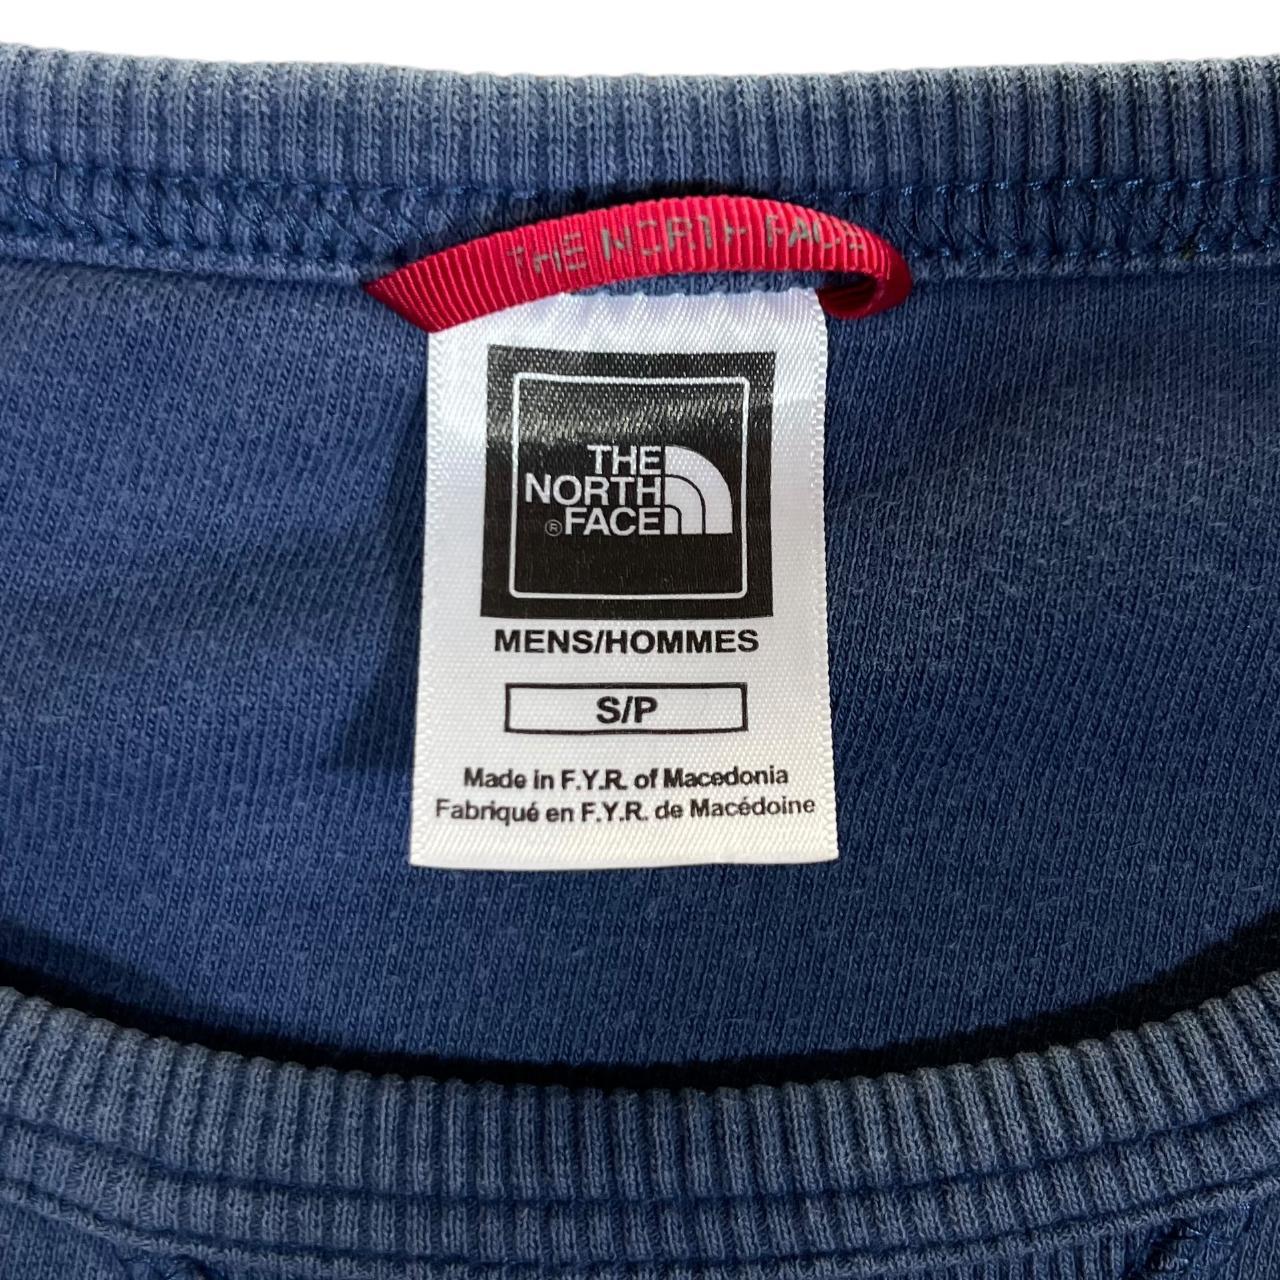 THE NORTH FACE
THE
NORTH
® FACE
MENS/HOMMES
S/P
Made in F.Y.R. of Macedonia
Fabriqué en F.Y.R. de Macédoine